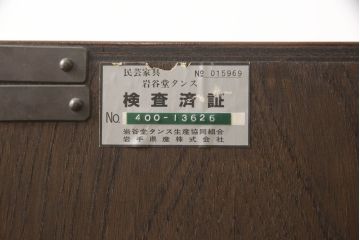 民芸家具 No 015969
岩谷堂タンス
検査済証
No. 400-13626
岩谷堂タンス生産協同組合
岩手県産株式会社